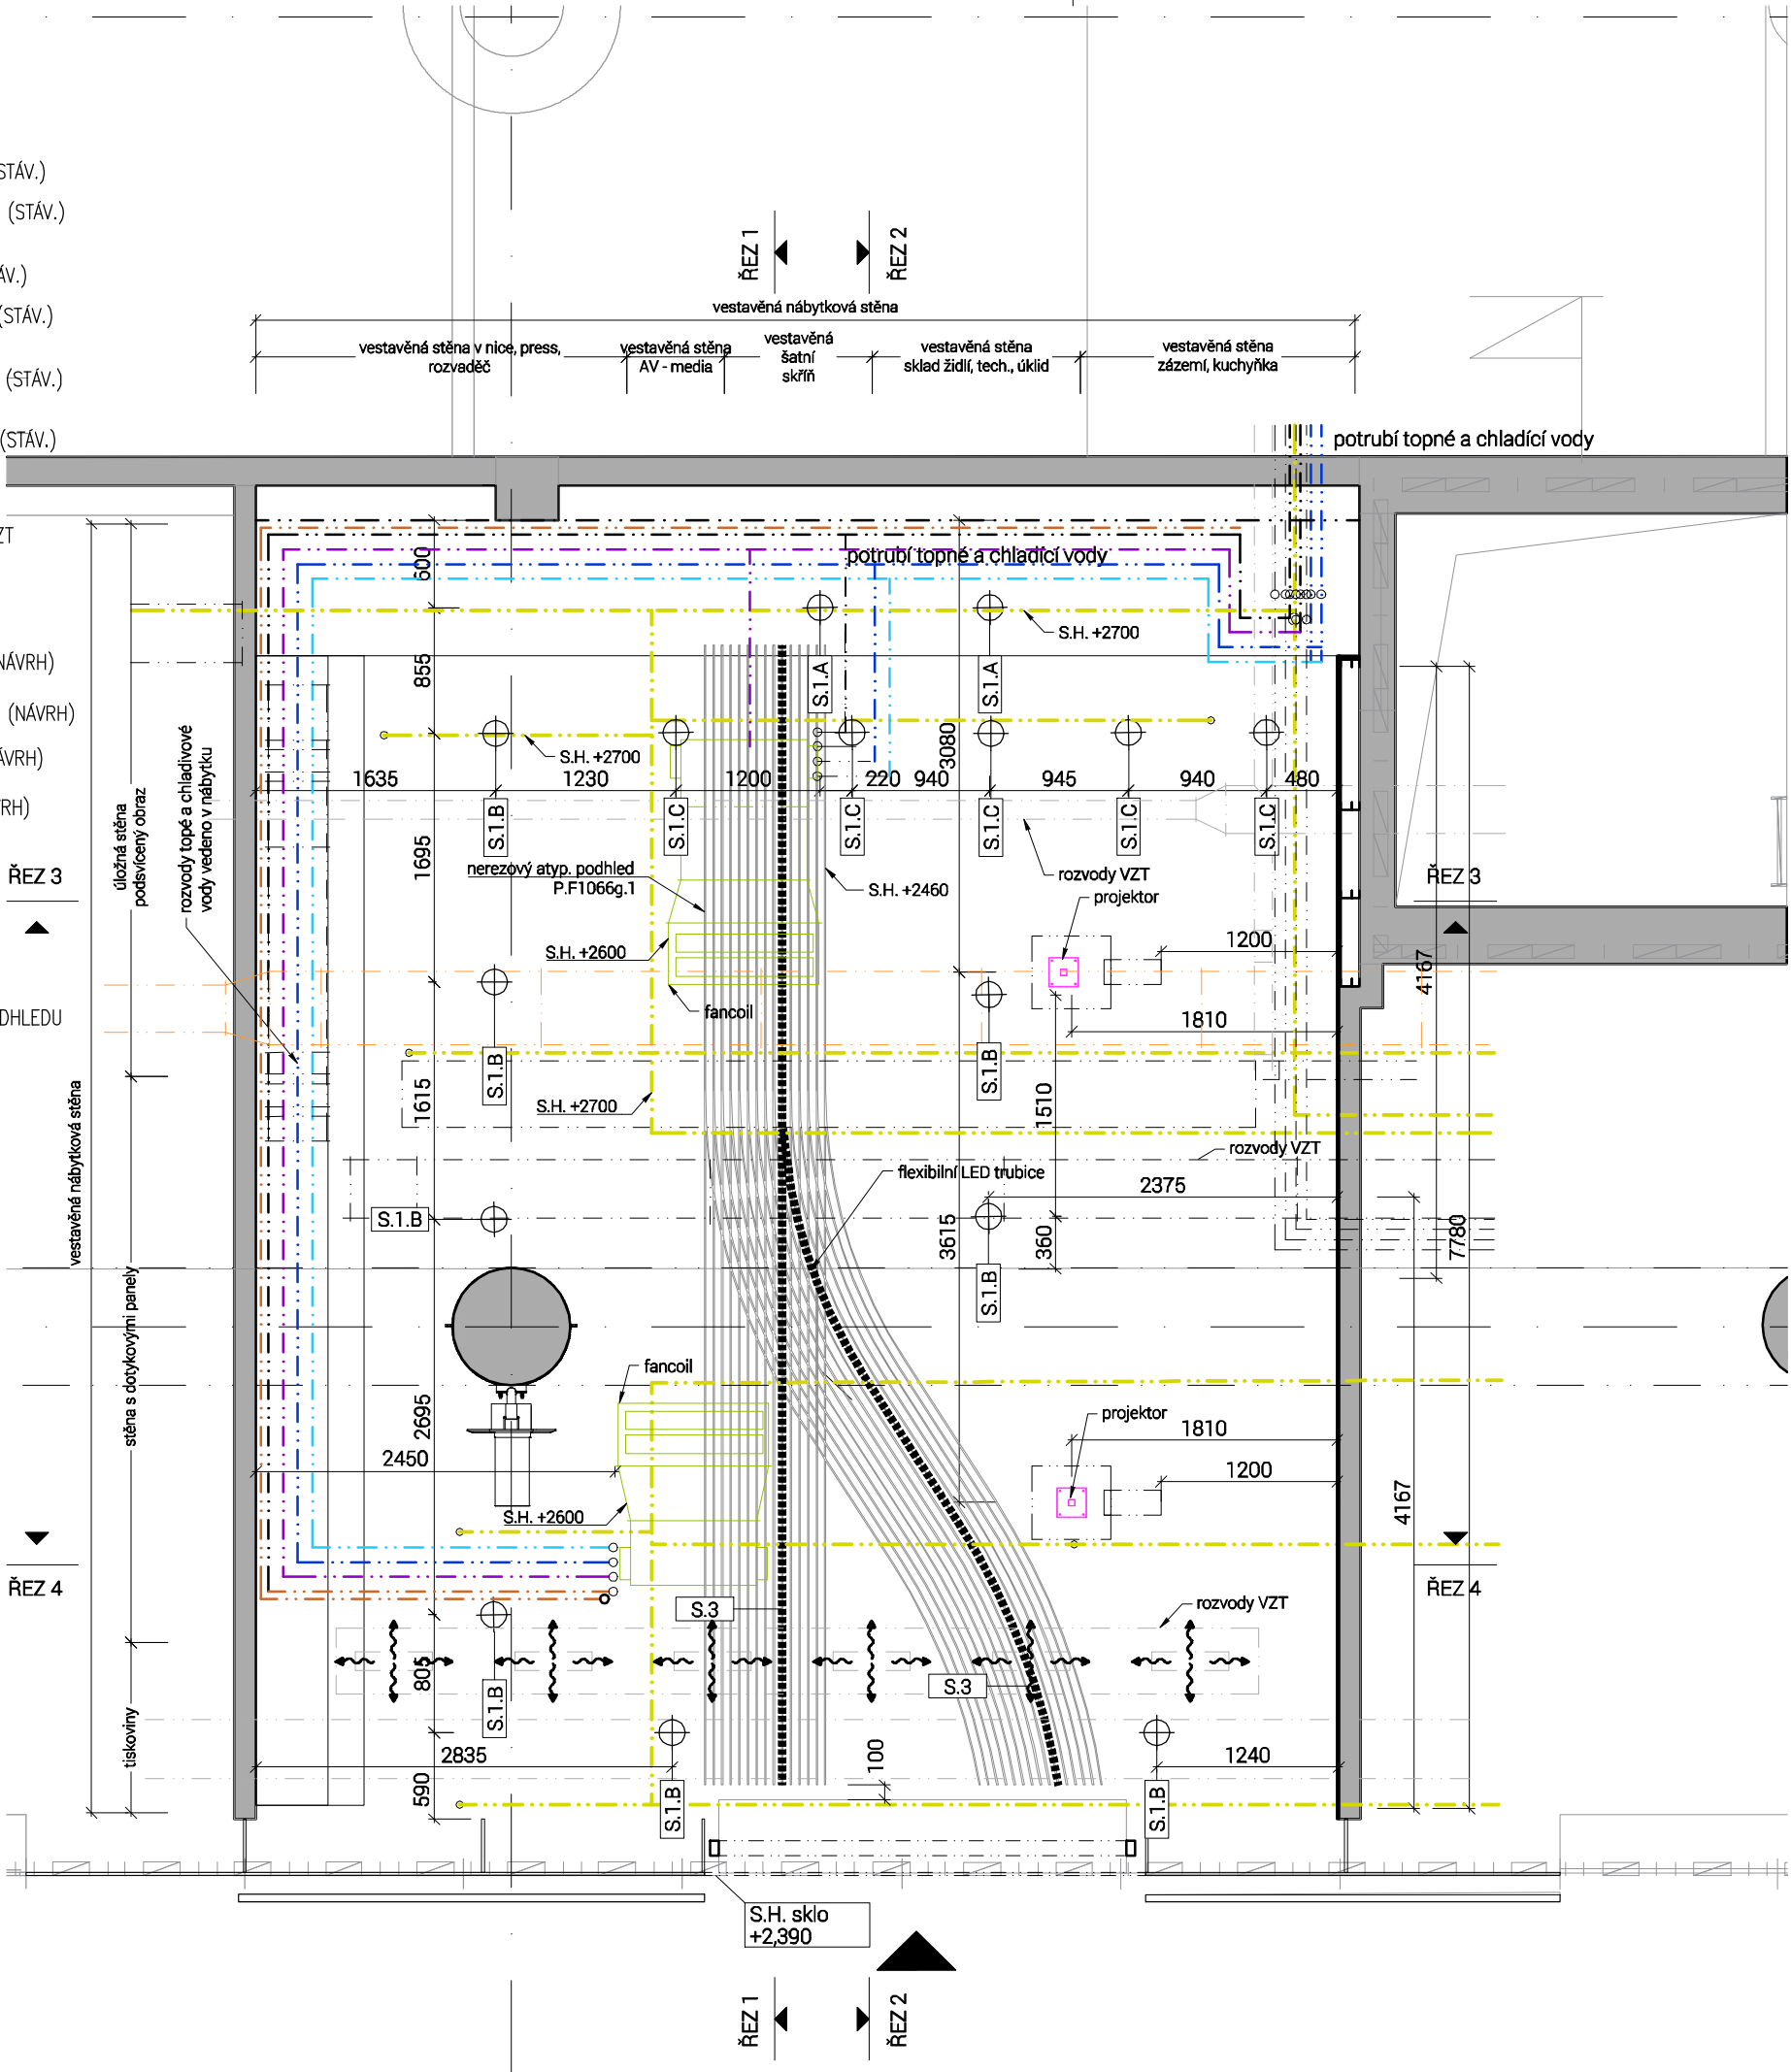 STÁV.)
(STÁV.)
ÁV.)
(STÁV.)
(STÁV.)
(STÁV.)
ZT
NÁVRH)
(NÁVRH)
ÁVRH)
VRH)
DHLEDU
ŘEZ 1
ŘEZ 2
vestavěná nábytková stěna
vestavěná stěna v nice, press,
rozvaděč
vestavěná stěna
AV - media
vestavěná
šatní
skříň
vestavěná stěna
sklad židlí, tech., úklid
vestavěná stěna
zázemí, kuchyňka
potrubí topné a chladící vody
potrubí topné a chladící vody
600
855
S.H. +2700
S.1.A
S.1.A
3080
S.H. +2700
1635
1230
1200
220
940
945
940
480
S.1.B
S.1.C
S.1.C
S.1.C
S.1.C
S.1.C
úložná stěna
podsvícený obraz
rozvody topé a chladivové
vody vedeno v nábytku
1695
nerezový atyp. podhled
P.F1066g.1
S.H. +2460
rozvody VZT
projektor
ŘEZ 3
ŘEZ 3
S.H. +2600
1200
4167
fancoil
1810
S.1.B
S.1.B
1615
1510
S.H. +2700
vestavěná nábytková stěna
rozvody VZT
flexibilní LED trubice
2375
S.1.B
3615
360
7780
S.1.B
stěna s dotykovými panely
fancoil
2695
projektor
1810
2450
1200
4167
S.H. +2600
ŘEZ 4
ŘEZ 4
S.3
rozvody VZT
805
S.3
S.1.B
tiskoviny
2835
100
1240
590
S.1.B
S.1.B
S.H. sklo
+2,390
ŘEZ 1
ŘEZ 2